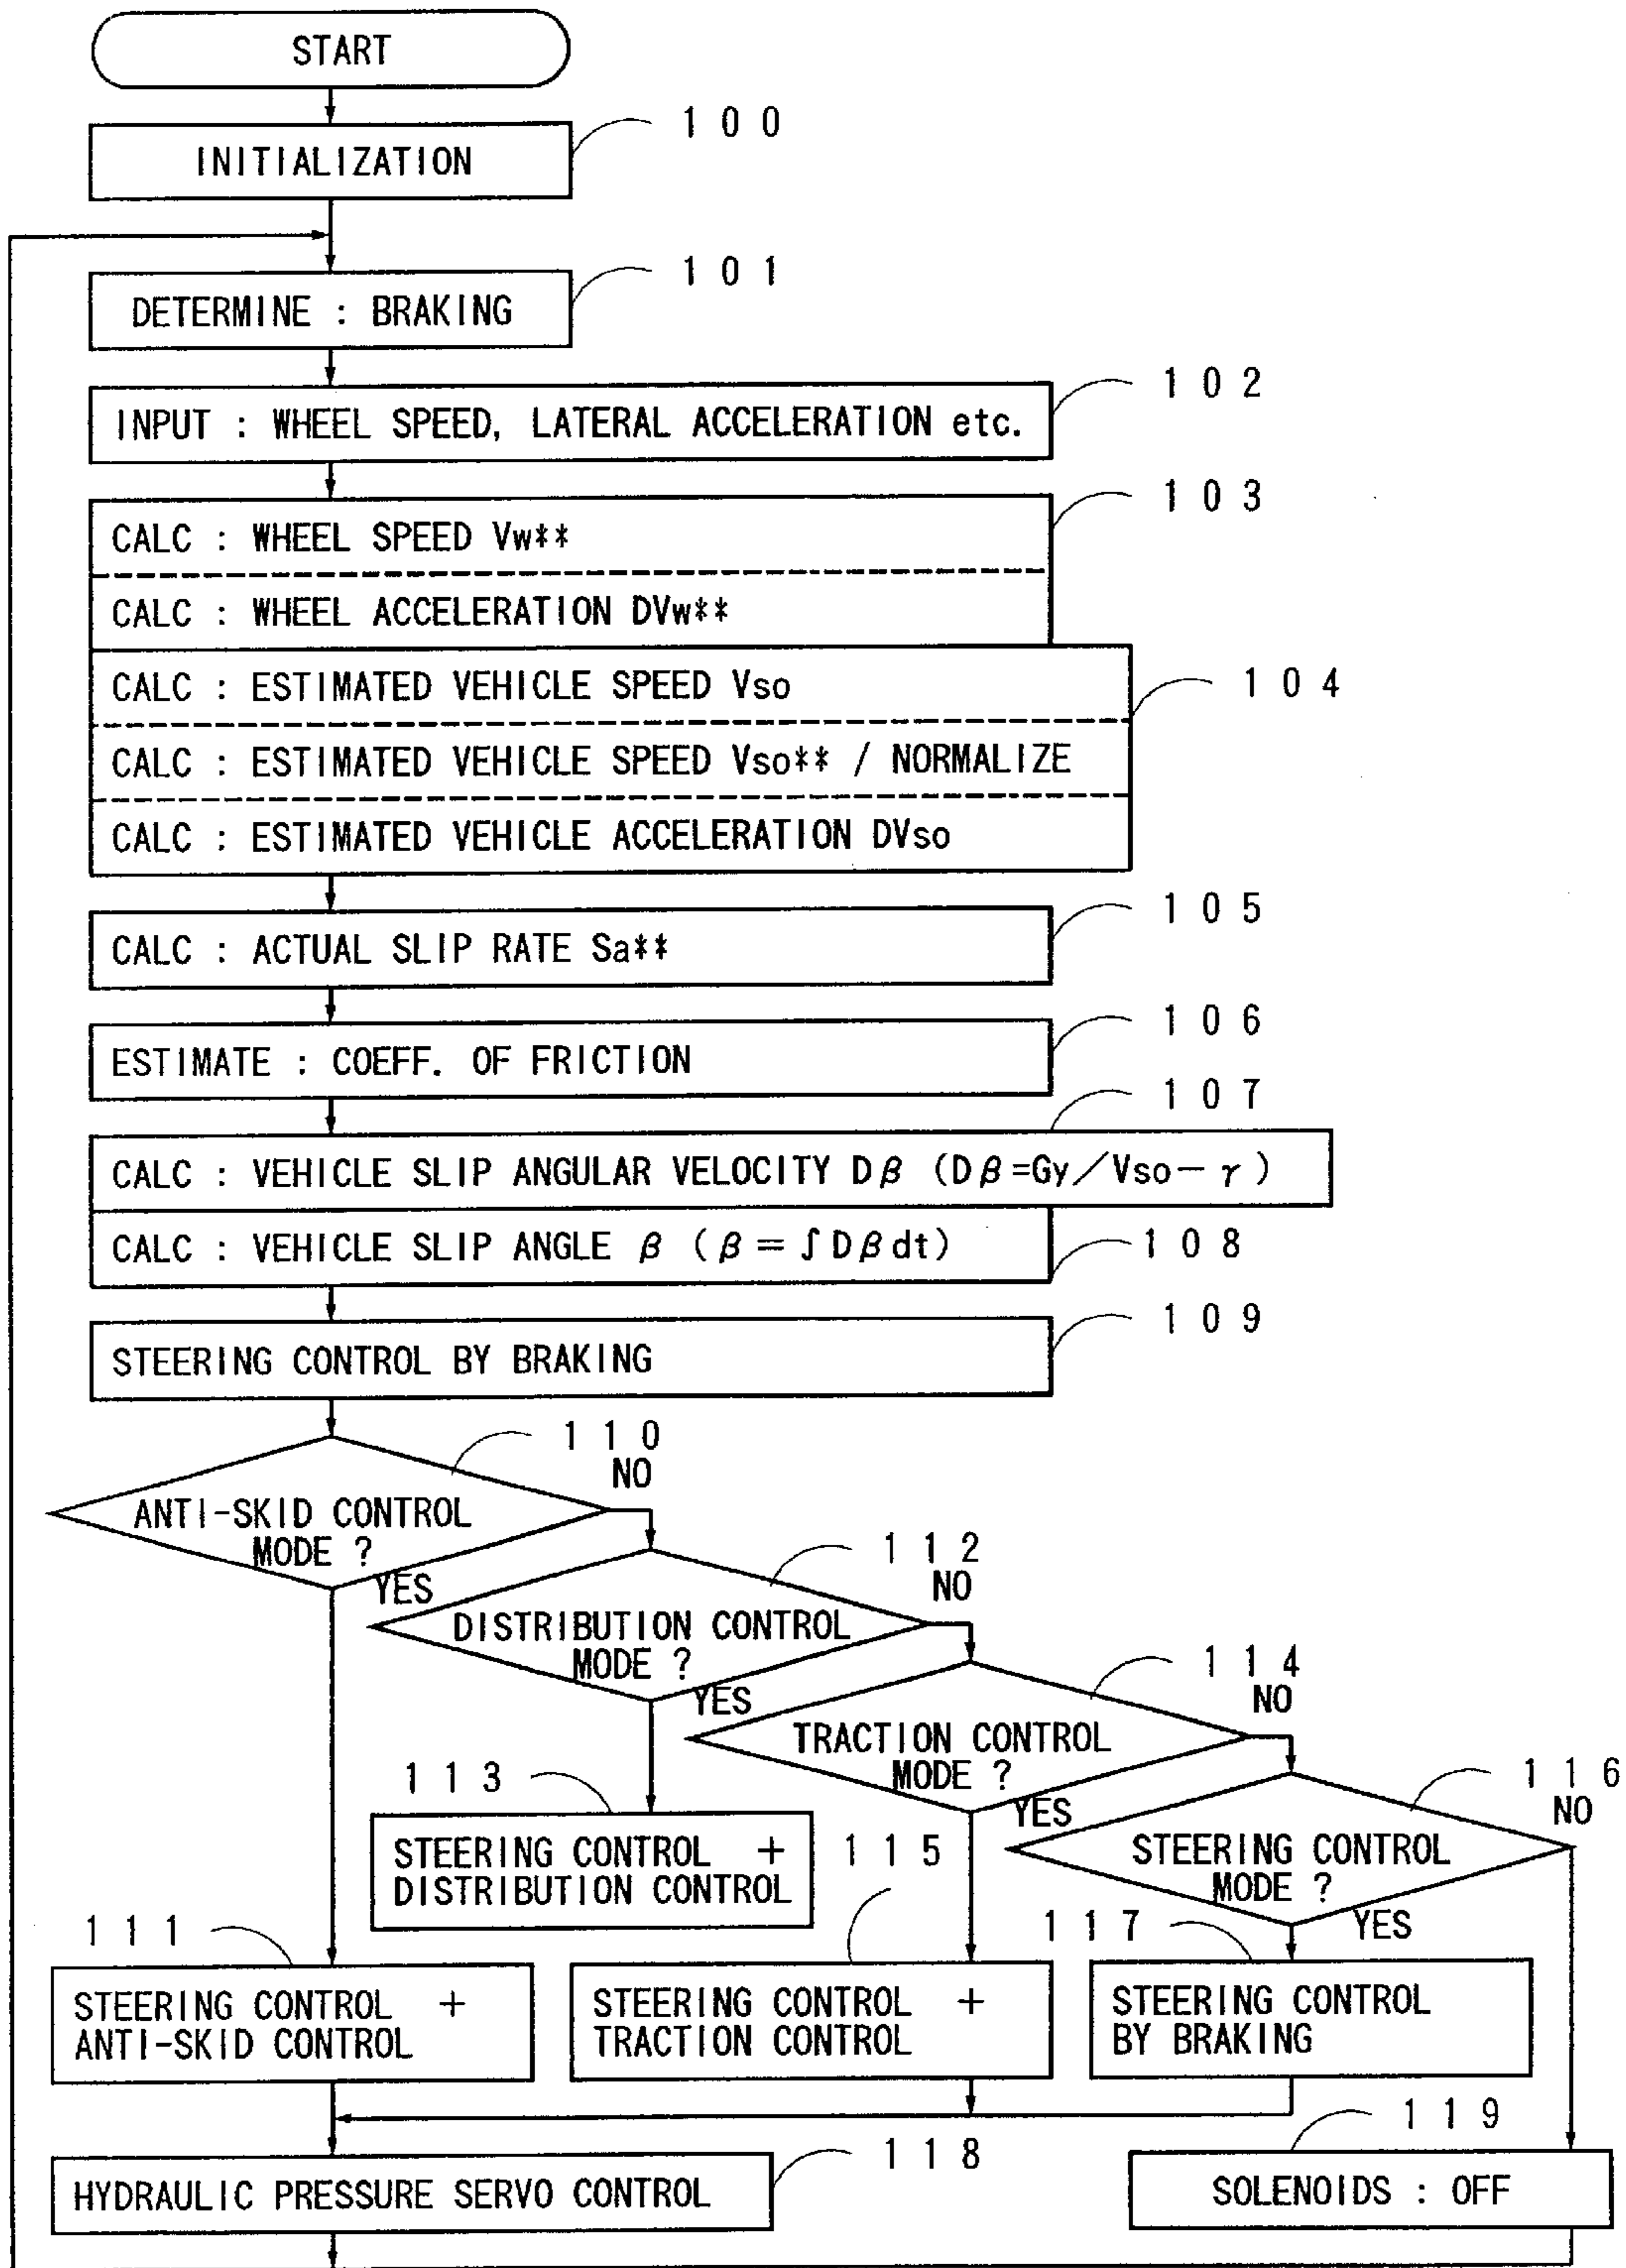 START
100
INITIALIZATION
101
DETERMINE : BRAKING
102
INPUT : WHEEL SPEED, LATERAL ACCELERATION etc.
103
CALC : WHEEL SPEED Vw**
CALC : WHEEL ACCELERATION DVw**
104
CALC : ESTIMATED VEHICLE SPEED Vso
CALC : ESTIMATED VEHICLE SPEED Vso** / NORMALIZE
CALC : ESTIMATED VEHICLE ACCELERATION DVso
105
CALC : ACTUAL SLIP RATE Sa**
106
ESTIMATE : COEFF. OF FRICTION
107
CALC : VEHICLE SLIP ANGULAR VELOCITY Dβ (Dβ=Gy/Vso-γ)
CALC : VEHICLE SLIP ANGLE β (β=∫Dβdt)
108
109
STEERING CONTROL BY BRAKING
110
NO
ANTI-SKID CONTROL
MODE ?
YES
112
NO
DISTRIBUTION CONTROL
MODE ?
YES
114
NO
TRACTION CONTROL
MODE ?
YES
116
NO
STEERING CONTROL
MODE ?
YES
113
STEERING CONTROL +
DISTRIBUTION CONTROL
115
117
111
STEERING CONTROL +
ANTI-SKID CONTROL
STEERING CONTROL +
TRACTION CONTROL
STEERING CONTROL
BY BRAKING
118
HYDRAULIC PRESSURE SERVO CONTROL
119
SOLENOIDS : OFF